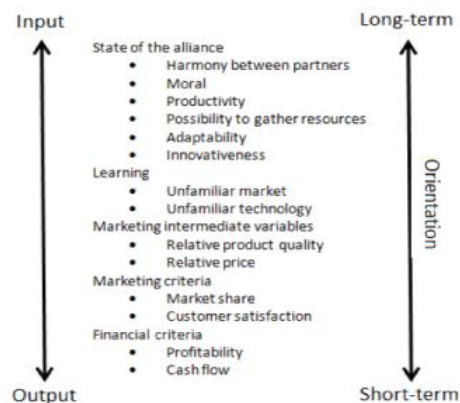 Input
Long-term
State of the alliance
• Harmony between partners
• Moral
• Productivity
• Possibility to gather resources
• Adaptability
• Innovativeness
Learning
• Unfamiliar market
• Unfamiliar technology
Marketing intermediate variables
• Relative product quality
• Relative price
Marketing criteria
• Market share
• Customer satisfaction
Financial criteria
• Profitability
• Cash flow
Orientation
Output
Short-term